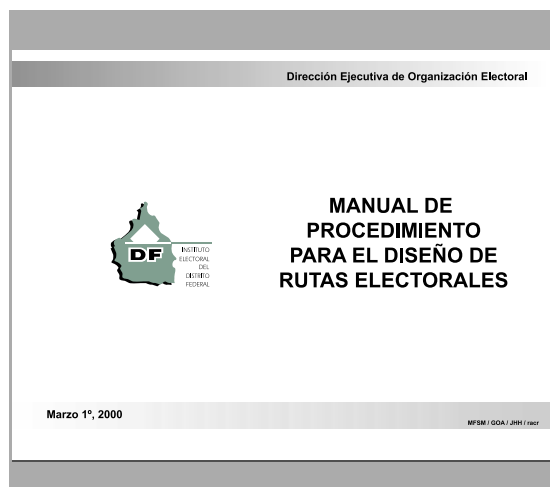 Dirección Ejecutiva de Organización Electoral
MANUAL DE
PROCEDIMIENTO
PARA EL DISEÑO DE
RUTAS ELECTORALES
DF
INSTITUTO
ELECTORAL
DEL
DISTRITO
FEDERAL
Marzo 1º, 2000
MFSM / GOA / JHH / racr